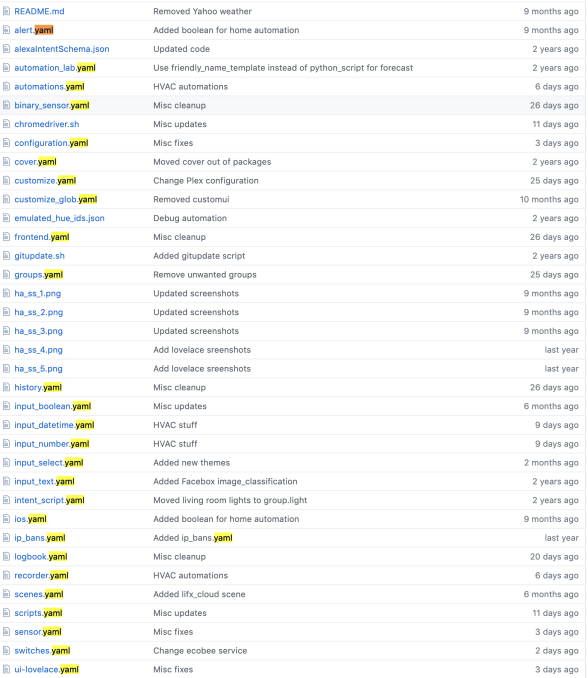 README.md Removed Yahoo weather 9 months ago
alert.yaml Added boolean for home automation 9 months ago
alexaIntentSchema.json Updated code 2 years ago
automation_lab.yaml Use friendly_name_template instead of python_script for forecast 2 years ago
automations.yaml HVAC automations 6 days ago
binary_sensor.yaml Misc cleanup 26 days ago
chromedriver.sh Misc updates 11 days ago
configuration.yaml Misc fixes 3 days ago
cover.yaml Moved cover out of packages 2 years ago
customize.yaml Change Plex configuration 25 days ago
customize_glob.yaml Removed customui 10 months ago
emulated_hue_ids.json Debug automation 2 years ago
frontend.yaml Misc cleanup 26 days ago
gitupdate.sh Added gitupdate script 2 years ago
groups.yaml Remove unwanted groups 25 days ago
ha_ss_1.png Updated screenshots 9 months ago
ha_ss_2.png Updated screenshots 9 months ago
ha_ss_3.png Updated screenshots 9 months ago
ha_ss_4.png Add lovelace sreenshots last year
ha_ss_5.png Add lovelace sreenshots last year
history.yaml Misc cleanup 26 days ago
input_boolean.yaml Misc updates 6 months ago
input_datetime.yaml HVAC stuff 9 days ago
input_number.yaml HVAC stuff 9 days ago
input_select.yaml Added new themes 2 months ago
input_text.yaml Added Facebox image_classification 2 years ago
intent_script.yaml Moved living room lights to group.light 2 years ago
ios.yaml Added boolean for home automation 9 months ago
ip_bans.yaml Added ip_bans.yaml last year
logbook.yaml Misc cleanup 20 days ago
recorder.yaml HVAC automations 6 days ago
scenes.yaml Added lifx_cloud scene 6 months ago
scripts.yaml Misc updates 11 days ago
sensor.yaml Misc fixes 3 days ago
switches.yaml Change ecobee service 2 days ago
ui-lovelace.yaml Misc fixes 3 days ago